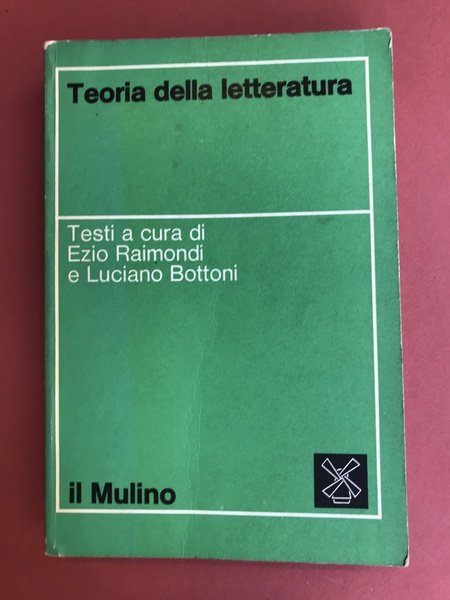 Teoria della letteratura
Testi a cura di
Ezio Raimondi
e Luciano Bottoni
il Mulino